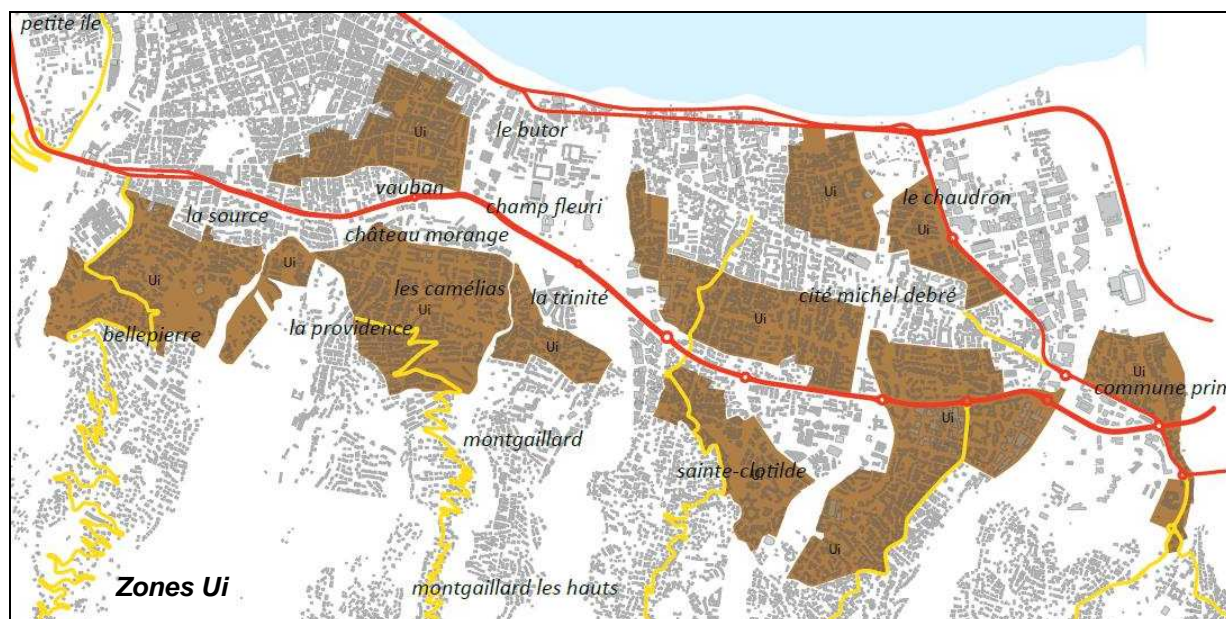 petite île
Ui
le butor
vauban
champ fleuri
la source
château morange
Ui
le chaudron
Ui
Ui
Ui
les camélias
Ui
la trinité
cité michel debré
bellepierre
la providence
Ui
Ui
Ui
commune prim
Ui
montgaillard
sainte-clotilde
Ui
Ui
Zones Ui
montgaillard les hauts